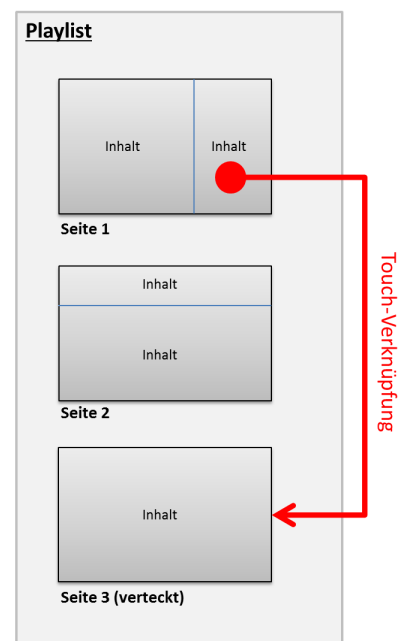 Playlist
Inhalt Inhalt
Seite 1
Touch-Verknüpfung
Inhalt
Inhalt
Seite 2
Inhalt
Seite 3 (verteckt)